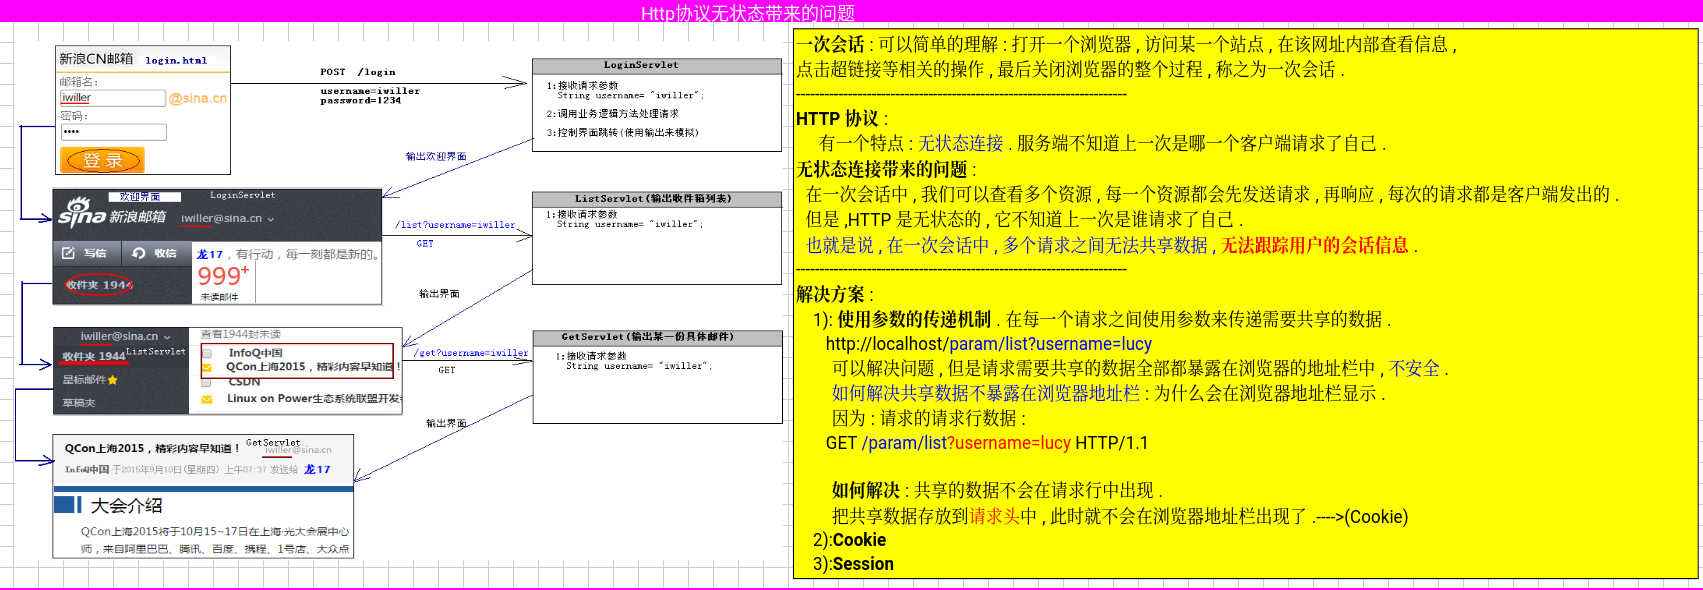 Http协议无状态带来的问题
新浪CN邮箱 login.html
邮箱名:
iwiller @sina.cn
密码:
••••
登 录
POST /login
username=iwiller
password=1234
LoginServlet
1:接收请求参数
String username= "iwiller";
2:调用业务逻辑方法处理请求
3:控制界面跳转(使用输出来模拟)
输出欢迎界面
欢迎界面 LoginServlet
sina 新浪邮箱 iwiller@sina.cn
写信 收信
龙17，有行动，每一刻都是新的。
999+
未读邮件
收件夹 1944
/list?username=iwiller
GET
ListServlet(输出收件箱列表)
1:接收请求参数
String username= "iwiller";
输出界面
iwiller@sina.cn
查看1944封未读
收件夹 1944 ListServlet
InfoQ中国
QCon上海2015，精彩内容早知道！
星标邮件
CSDN
草稿夹
Linux on Power生态系统联盟开发
/get?username=iwiller
GET
GetServlet(输出某一份具体邮件)
1:接收请求参数
String username= "iwiller";
输出界面
QCon上海2015，精彩内容早知道！ GetServlet
iwiller@sina.cn
InfoQ中国 于2015年9月10日(星期四) 上午07:37 发送给 龙17
大会介绍
QCon上海2015将于10月15~17日在上海·光大会展中心
师，来自阿里巴巴、腾讯、百度、携程、1号店、大众点
一次会话 : 可以简单的理解 : 打开一个浏览器 , 访问某一个站点 , 在该网址内部查看信息 ,
点击超链接等相关的操作 , 最后关闭浏览器的整个过程 , 称之为一次会话 .
----------------------------------------------------------------------
HTTP 协议 :
有一个特点 : 无状态连接 . 服务端不知道上一次是哪一个客户端请求了自己 .
无状态连接带来的问题 :
在一次会话中 , 我们可以查看多个资源 , 每一个资源都会先发送请求 , 再响应 , 每次的请求都是客户端发出的 .
但是 ,HTTP 是无状态的 , 它不知道上一次是谁请求了自己 .
也就是说 , 在一次会话中 , 多个请求之间无法共享数据 , 无法跟踪用户的会话信息 .
----------------------------------------------------------------------
解决方案 :
1): 使用参数的传递机制 . 在每一个请求之间使用参数来传递需要共享的数据 .
http://localhost/param/list?username=lucy
可以解决问题 , 但是请求需要共享的数据全部都暴露在浏览器的地址栏中 , 不安全 .
如何解决共享数据不暴露在浏览器地址栏 : 为什么会在浏览器地址栏显示 .
因为 : 请求的请求行数据 :
GET /param/list?username=lucy HTTP/1.1
如何解决 : 共享的数据不会在请求行中出现 .
把共享数据存放到请求头中 , 此时就不会在浏览器地址栏出现了 .---->(Cookie)
2):Cookie
3):Session